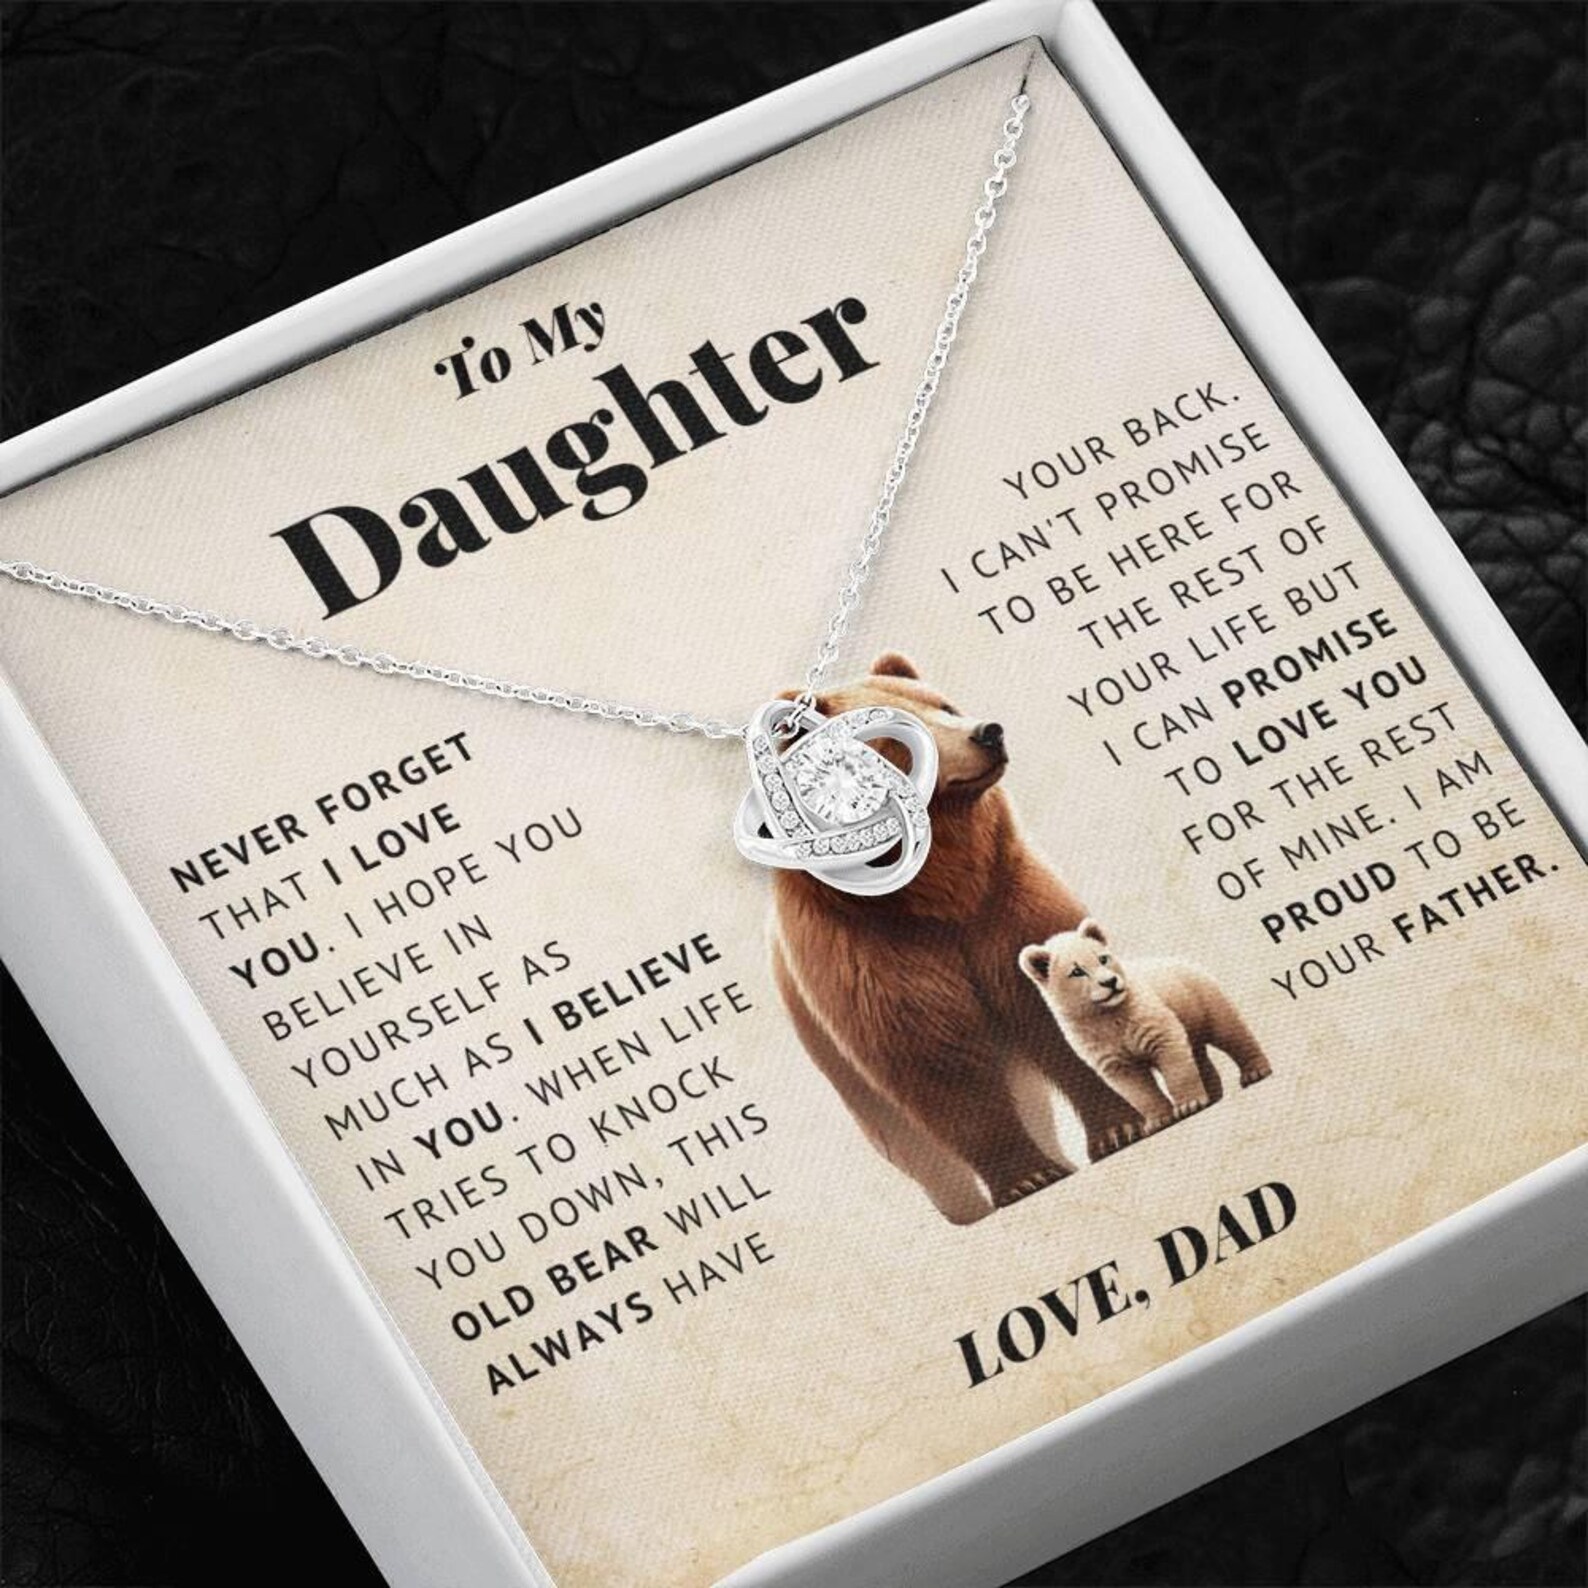 To My
Daughter
NEVER FORGET
THAT I LOVE
YOU. I HOPE YOU
BELIEVE IN
YOURSELF AS
MUCH AS I BELIEVE
IN YOU. WHEN LIFE
TRIES TO KNOCK
YOU DOWN, THIS
OLD BEAR WILL
ALWAYS HAVE
YOUR BACK.
I CAN'T PROMISE
TO BE HERE FOR
THE REST OF
YOUR LIFE BUT
I CAN PROMISE
TO LOVE YOU
FOR THE REST
OF MINE. I AM
PROUD TO BE
YOUR FATHER.
LOVE, DAD